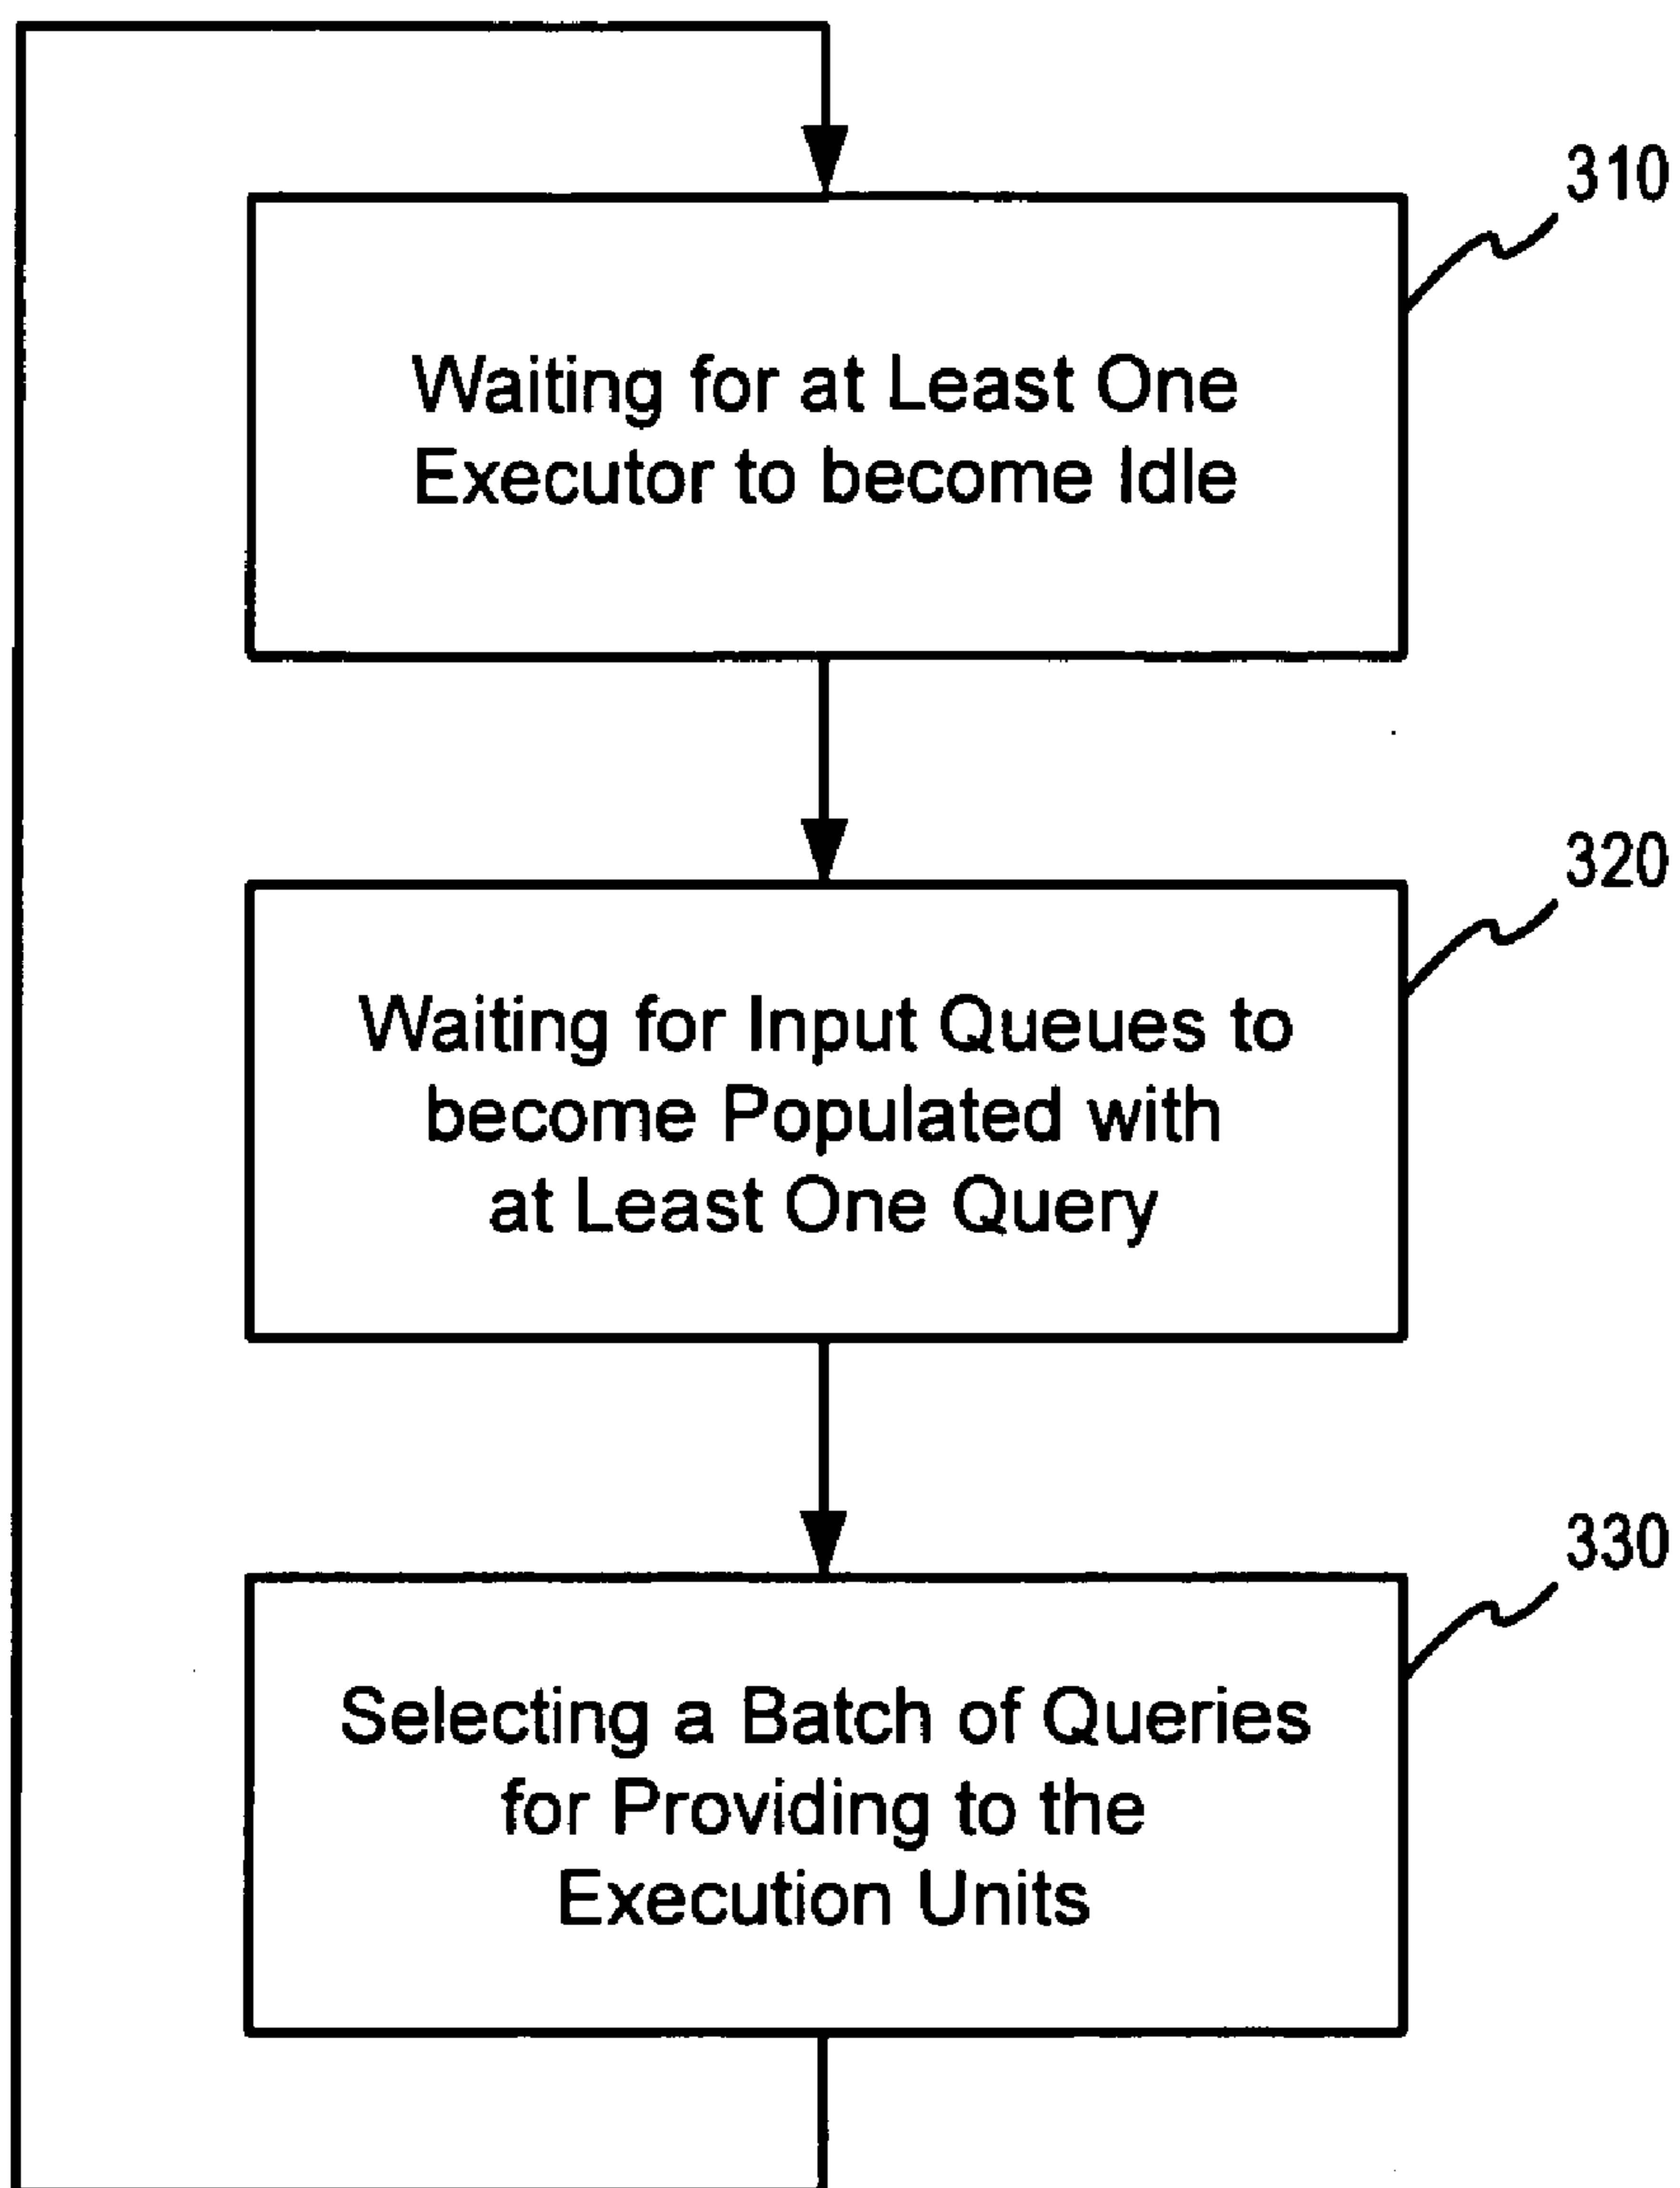 310
Waiting for at Least One
Executor to become Idle
320
Waiting for Input Queues to
become Populated with
at Least One Query
330
Selecting a Batch of Queries
for Providing to the
Execution Units